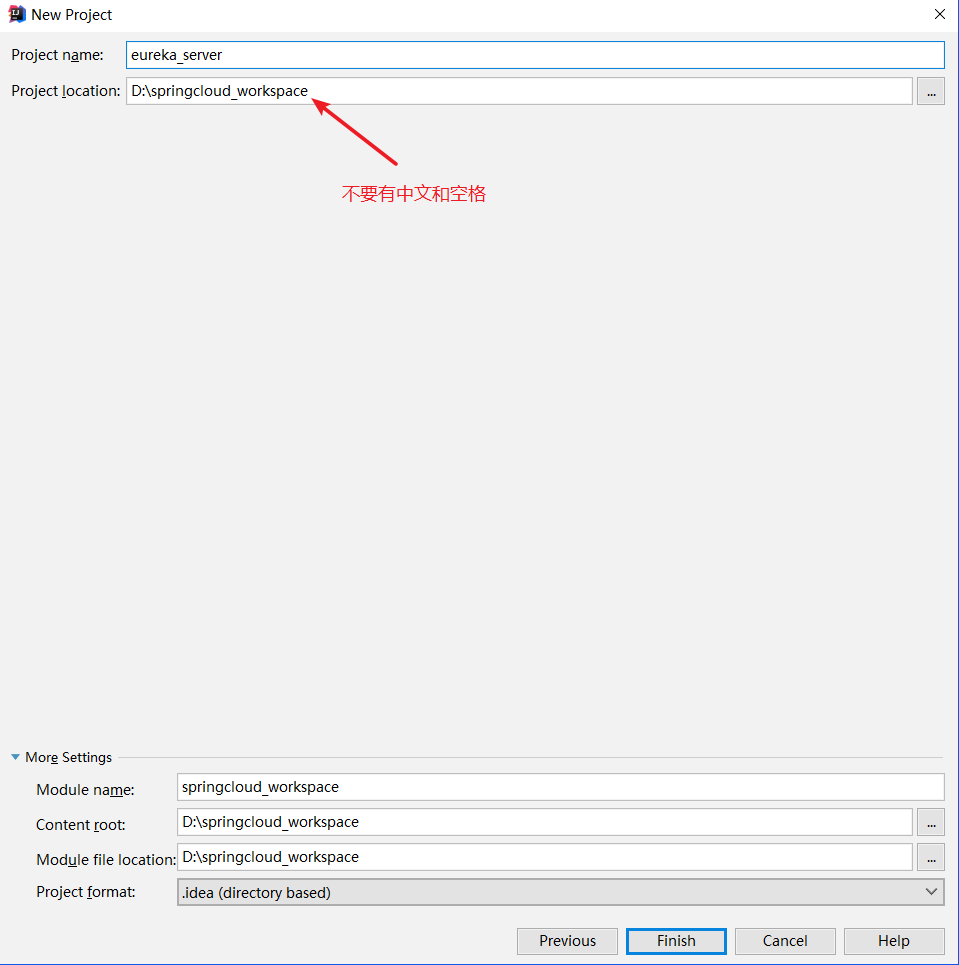 New Project
Project name: eureka_server
Project location: D:\springcloud_workspace ...
不要有中文和空格
More Settings
Module name: springcloud_workspace
Content root: D:\springcloud_workspace ...
Module file location: D:\springcloud_workspace ...
Project format: .idea (directory based)
Previous Finish Cancel Help